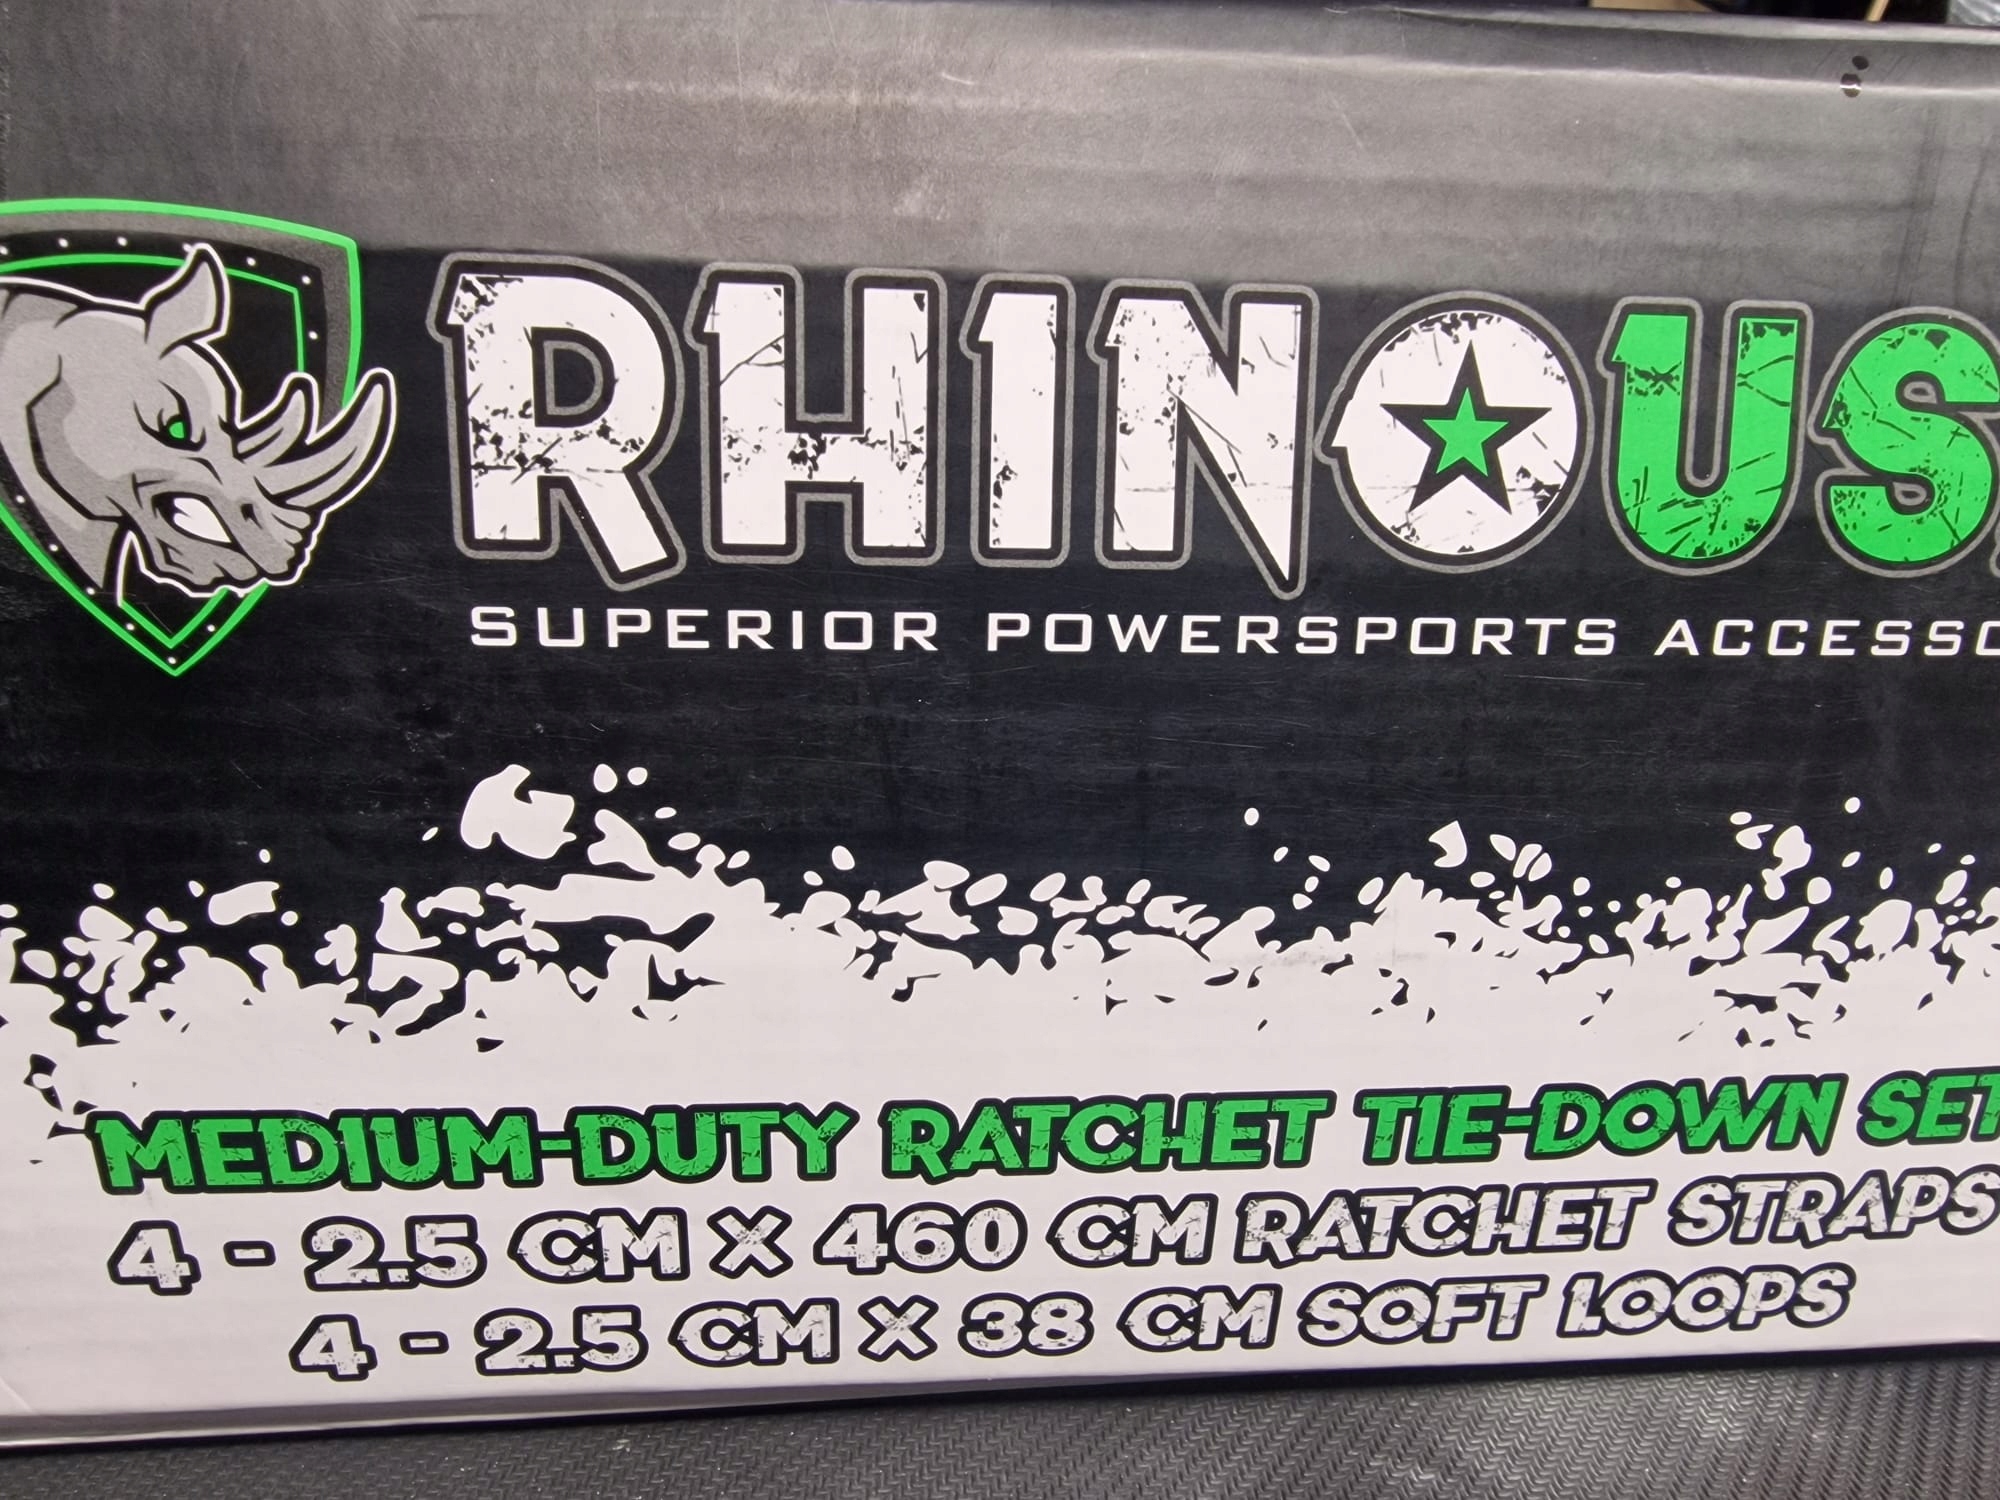 RHINOUS
SUPERIOR POWERSPORTS ACCESSO
MEDIUM-DUTY RATCHET TIE-DOWN SET
4 - 2.5 CM X 460 CM RATCHET STRAPS
4 - 2.5 CM X 38 CM SOFT LOOPS